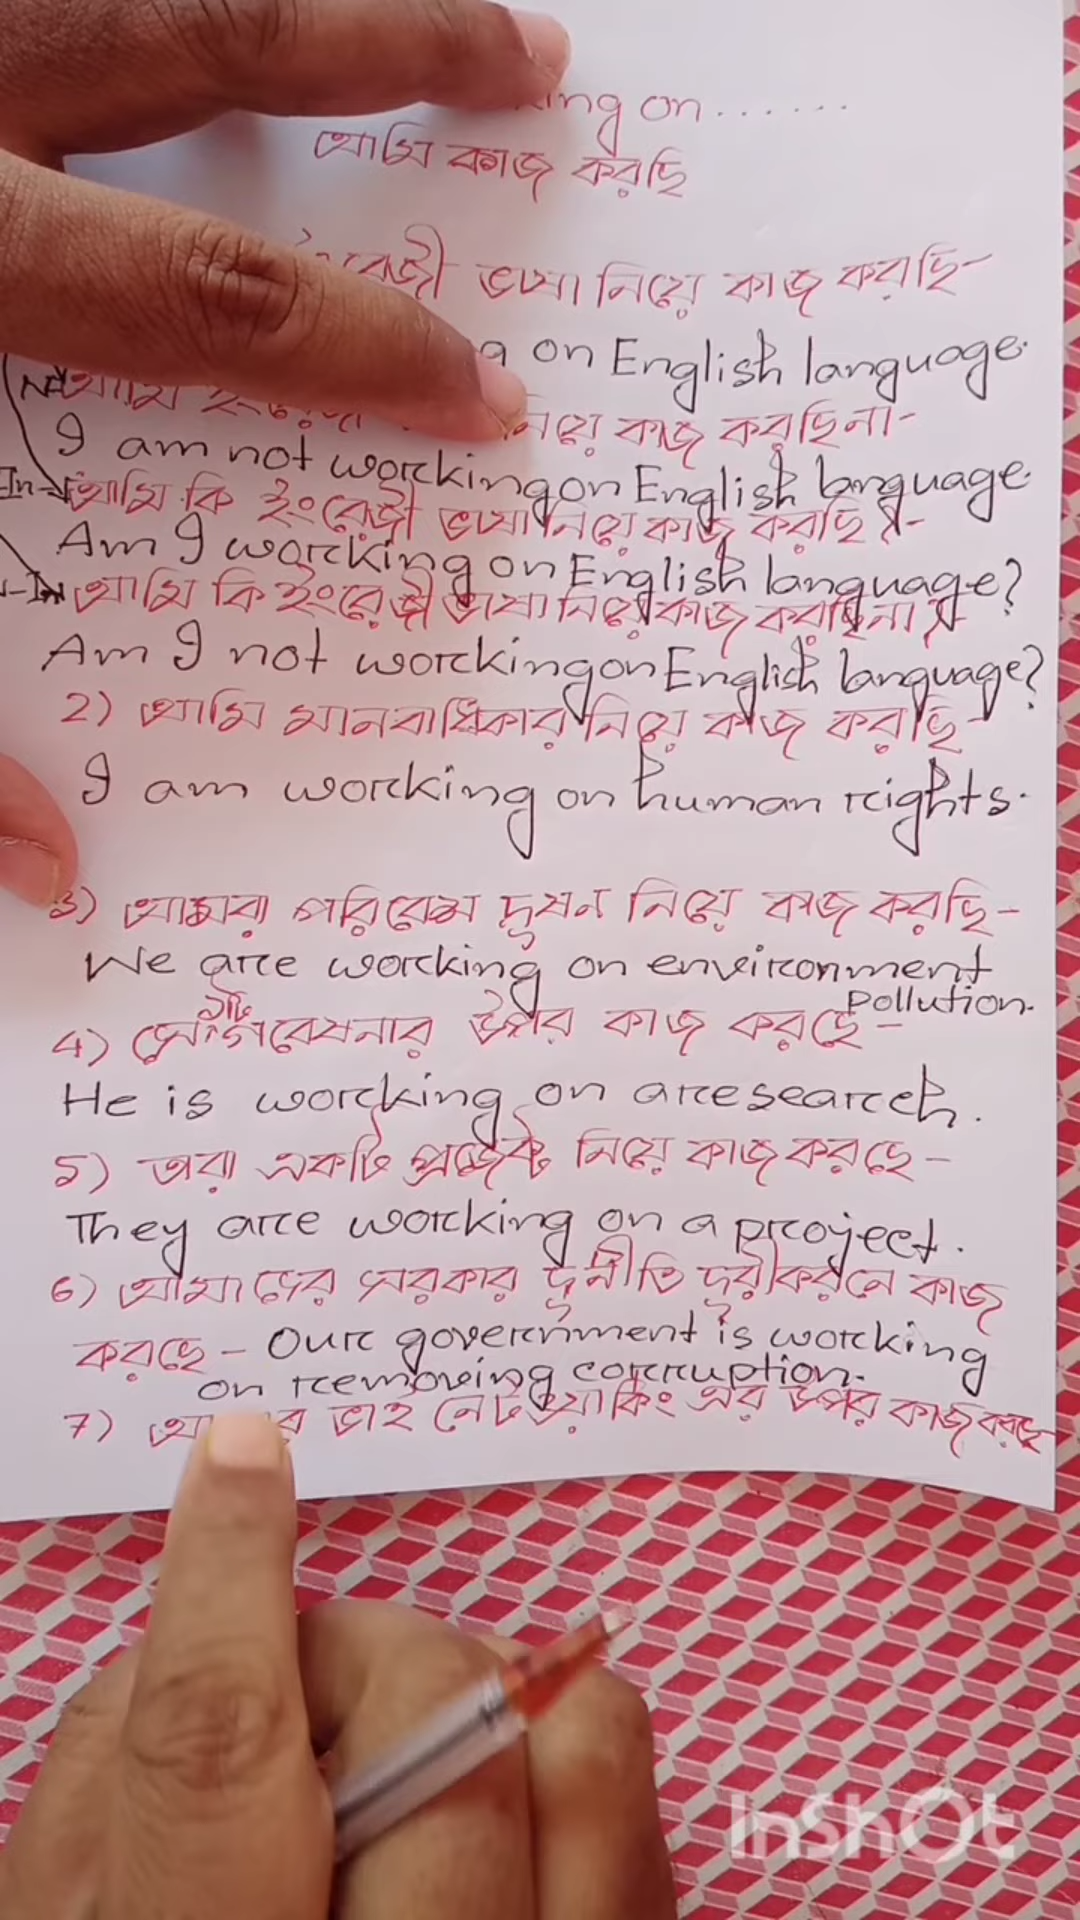 on......
আমি কাজ করছি
ভাষা নিয়ে কাজ করছি-
on English language.
নিয়ে কাজ করছিনা-
I am not working on English language.
আমি কি ইংরেজী ভাষা নিয়ে কাজ করছি?-
Am I working on English language?
আমি কি ইংরেজী ভাষা নিয়ে কাজ করছিনা?
Am I not working on English language?
2) আমি মানবাধিকার নিয়ে কাজ করছি-
I am working on human rights.
3) আমরা পরিবেশ দূষন নিয়ে কাজ করছি-
We are working on environment
pollution.
4) সে একটি গবেষনার উপর কাজ করছে-
He is working on a research.
5) তারা একটি প্রজেক্ট নিয়ে কাজ করছে-
They are working on a project.
6) আমাদের সরকার দূর্নীতি দূরীকরনে কাজ
করছে- Our government is working
on removing corruption.
7) ভাই নেটওয়ার্কিং এর উপর কাজ করছে
InShot